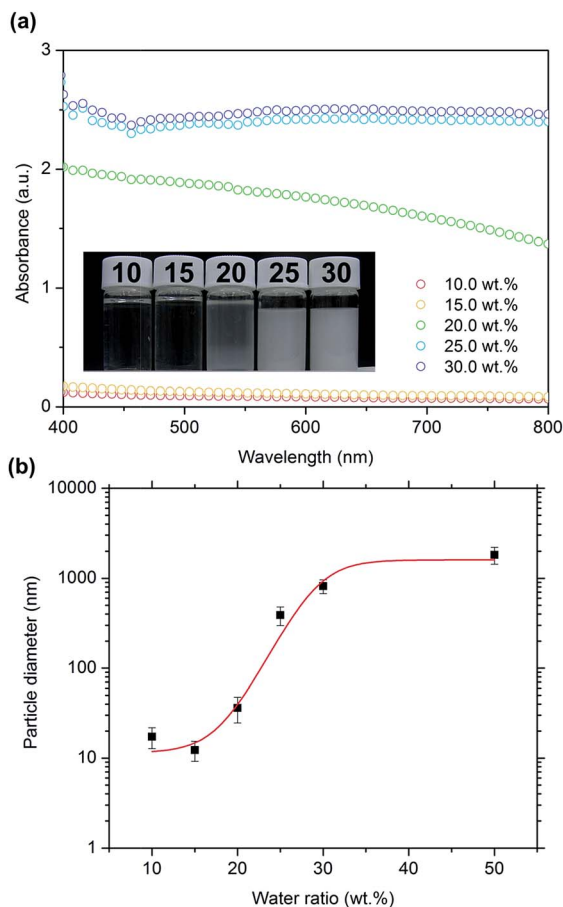 (a)
3
2
1
0
Absorbance (a.u.)
10 15 20 25 30
10.0 wt.%
15.0 wt.%
20.0 wt.%
25.0 wt.%
30.0 wt.%
400 500 600 700 800
Wavelength (nm)
(b)
10000
1000
100
10
1
Particle diameter (nm)
10 20 30 40 50
Water ratio (wt.%)